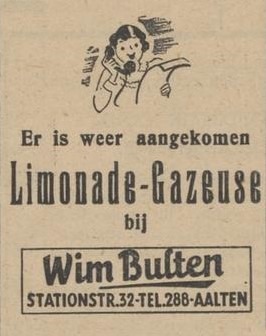 Er is weer aangekomen
Limonade-Gazeuse
bij
Wim Bulten
STATIONSTR.32-TEL.288-AALTEN